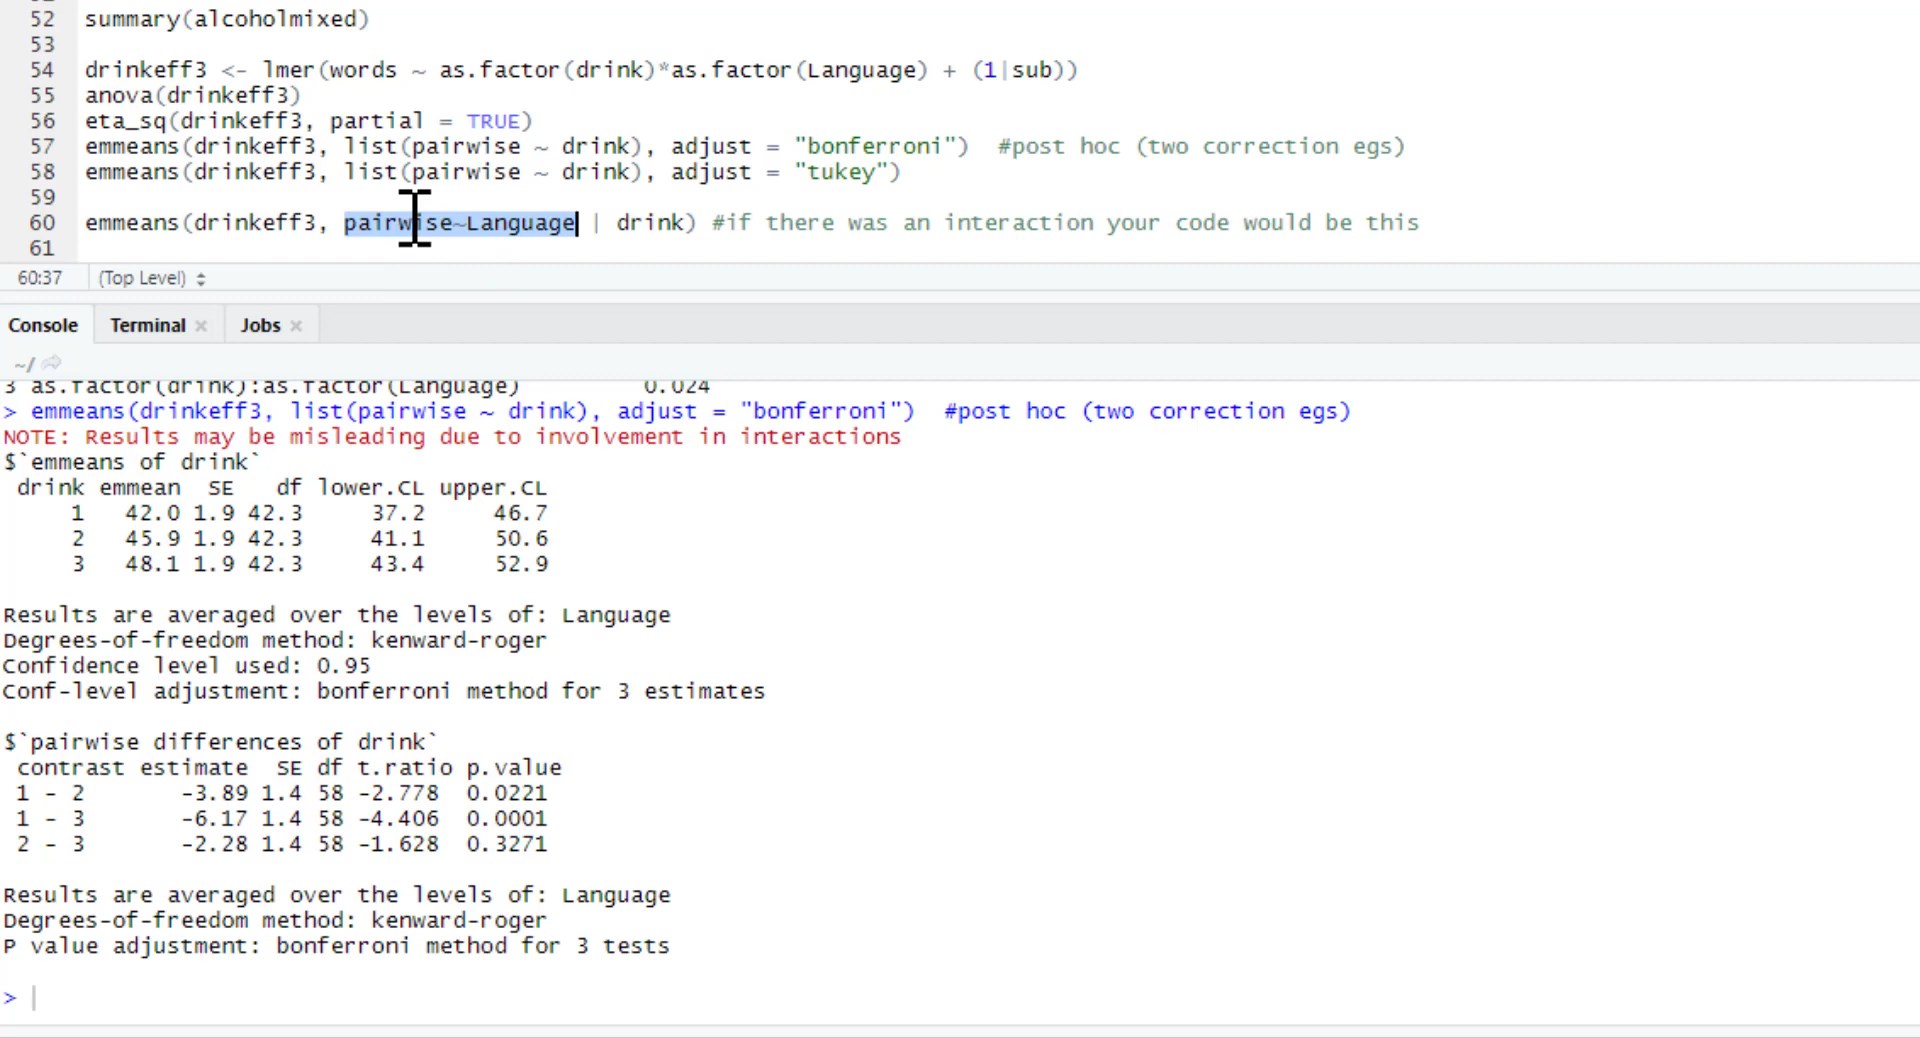 52 summary(alcoholmixed)
53
54 drinkeff3 <- lmer(words ~ as.factor(drink)*as.factor(Language) + (1|sub))
55 anova(drinkeff3)
56 eta_sq(drinkeff3, partial = TRUE)
57 emmeans(drinkeff3, list(pairwise ~ drink), adjust = "bonferroni")  #post hoc (two correction egs)
58 emmeans(drinkeff3, list(pairwise ~ drink), adjust = "tukey")
59
60 emmeans(drinkeff3, pairwise~Language | drink) #if there was an interaction your code would be this
61
60:37 (Top Level)
Console Terminal Jobs
~/
3 as.factor(drink):as.factor(Language) 0.024
> emmeans(drinkeff3, list(pairwise ~ drink), adjust = "bonferroni")  #post hoc (two correction egs)
NOTE: Results may be misleading due to involvement in interactions
$`emmeans of drink`
drink emmean SE df lower.CL upper.CL
1 42.0 1.9 42.3 37.2 46.7
2 45.9 1.9 42.3 41.1 50.6
3 48.1 1.9 42.3 43.4 52.9
Results are averaged over the levels of: Language
Degrees-of-freedom method: kenward-roger
Confidence level used: 0.95
Conf-level adjustment: bonferroni method for 3 estimates
$`pairwise differences of drink`
contrast estimate SE df t.ratio p.value
1 - 2 -3.89 1.4 58 -2.778 0.0221
1 - 3 -6.17 1.4 58 -4.406 0.0001
2 - 3 -2.28 1.4 58 -1.628 0.3271
Results are averaged over the levels of: Language
Degrees-of-freedom method: kenward-roger
P value adjustment: bonferroni method for 3 tests
>